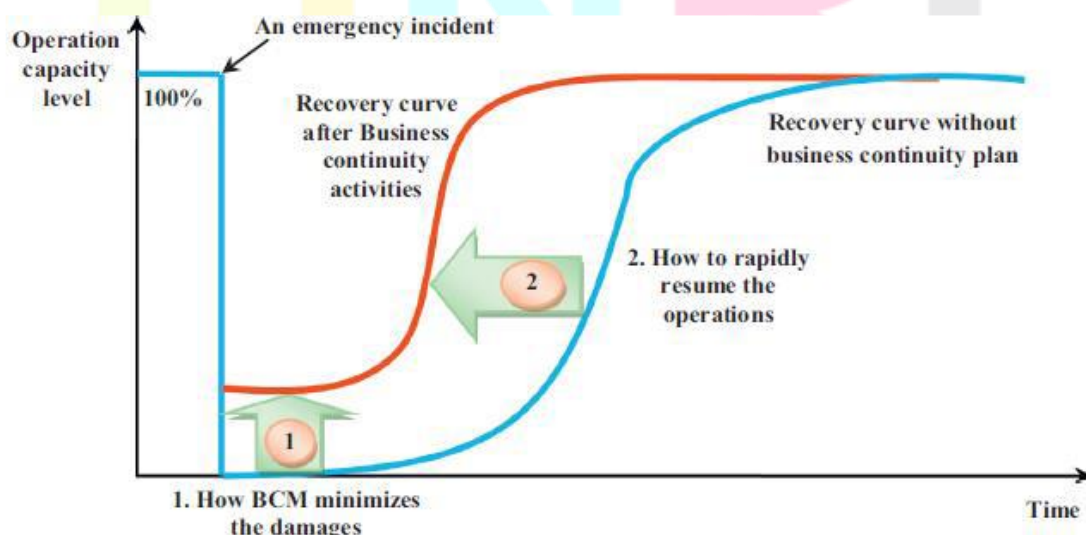 An emergency incident
Operation
capacity
level
100%
Recovery curve
after Business
continuity
activities
Recovery curve without
business continuity plan
2. How to rapidly
resume the
operations
2
1
1. How BCM minimizes
the damages
Time